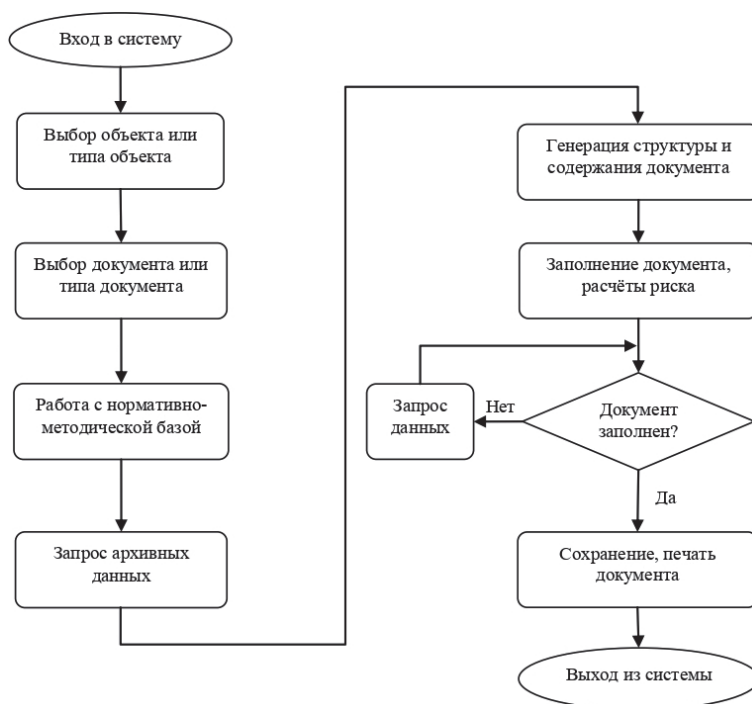 Вход в систему
Выбор объекта или
типа объекта
Выбор документа или
типа документа
Работа с нормативно-
методической базой
Запрос архивных
данных
Генерация структуры и
содержания документа
Заполнение документа,
расчёты риска
Запрос
данных
Нет
Документ
заполнен?
Да
Сохранение, печать
документа
Выход из системы